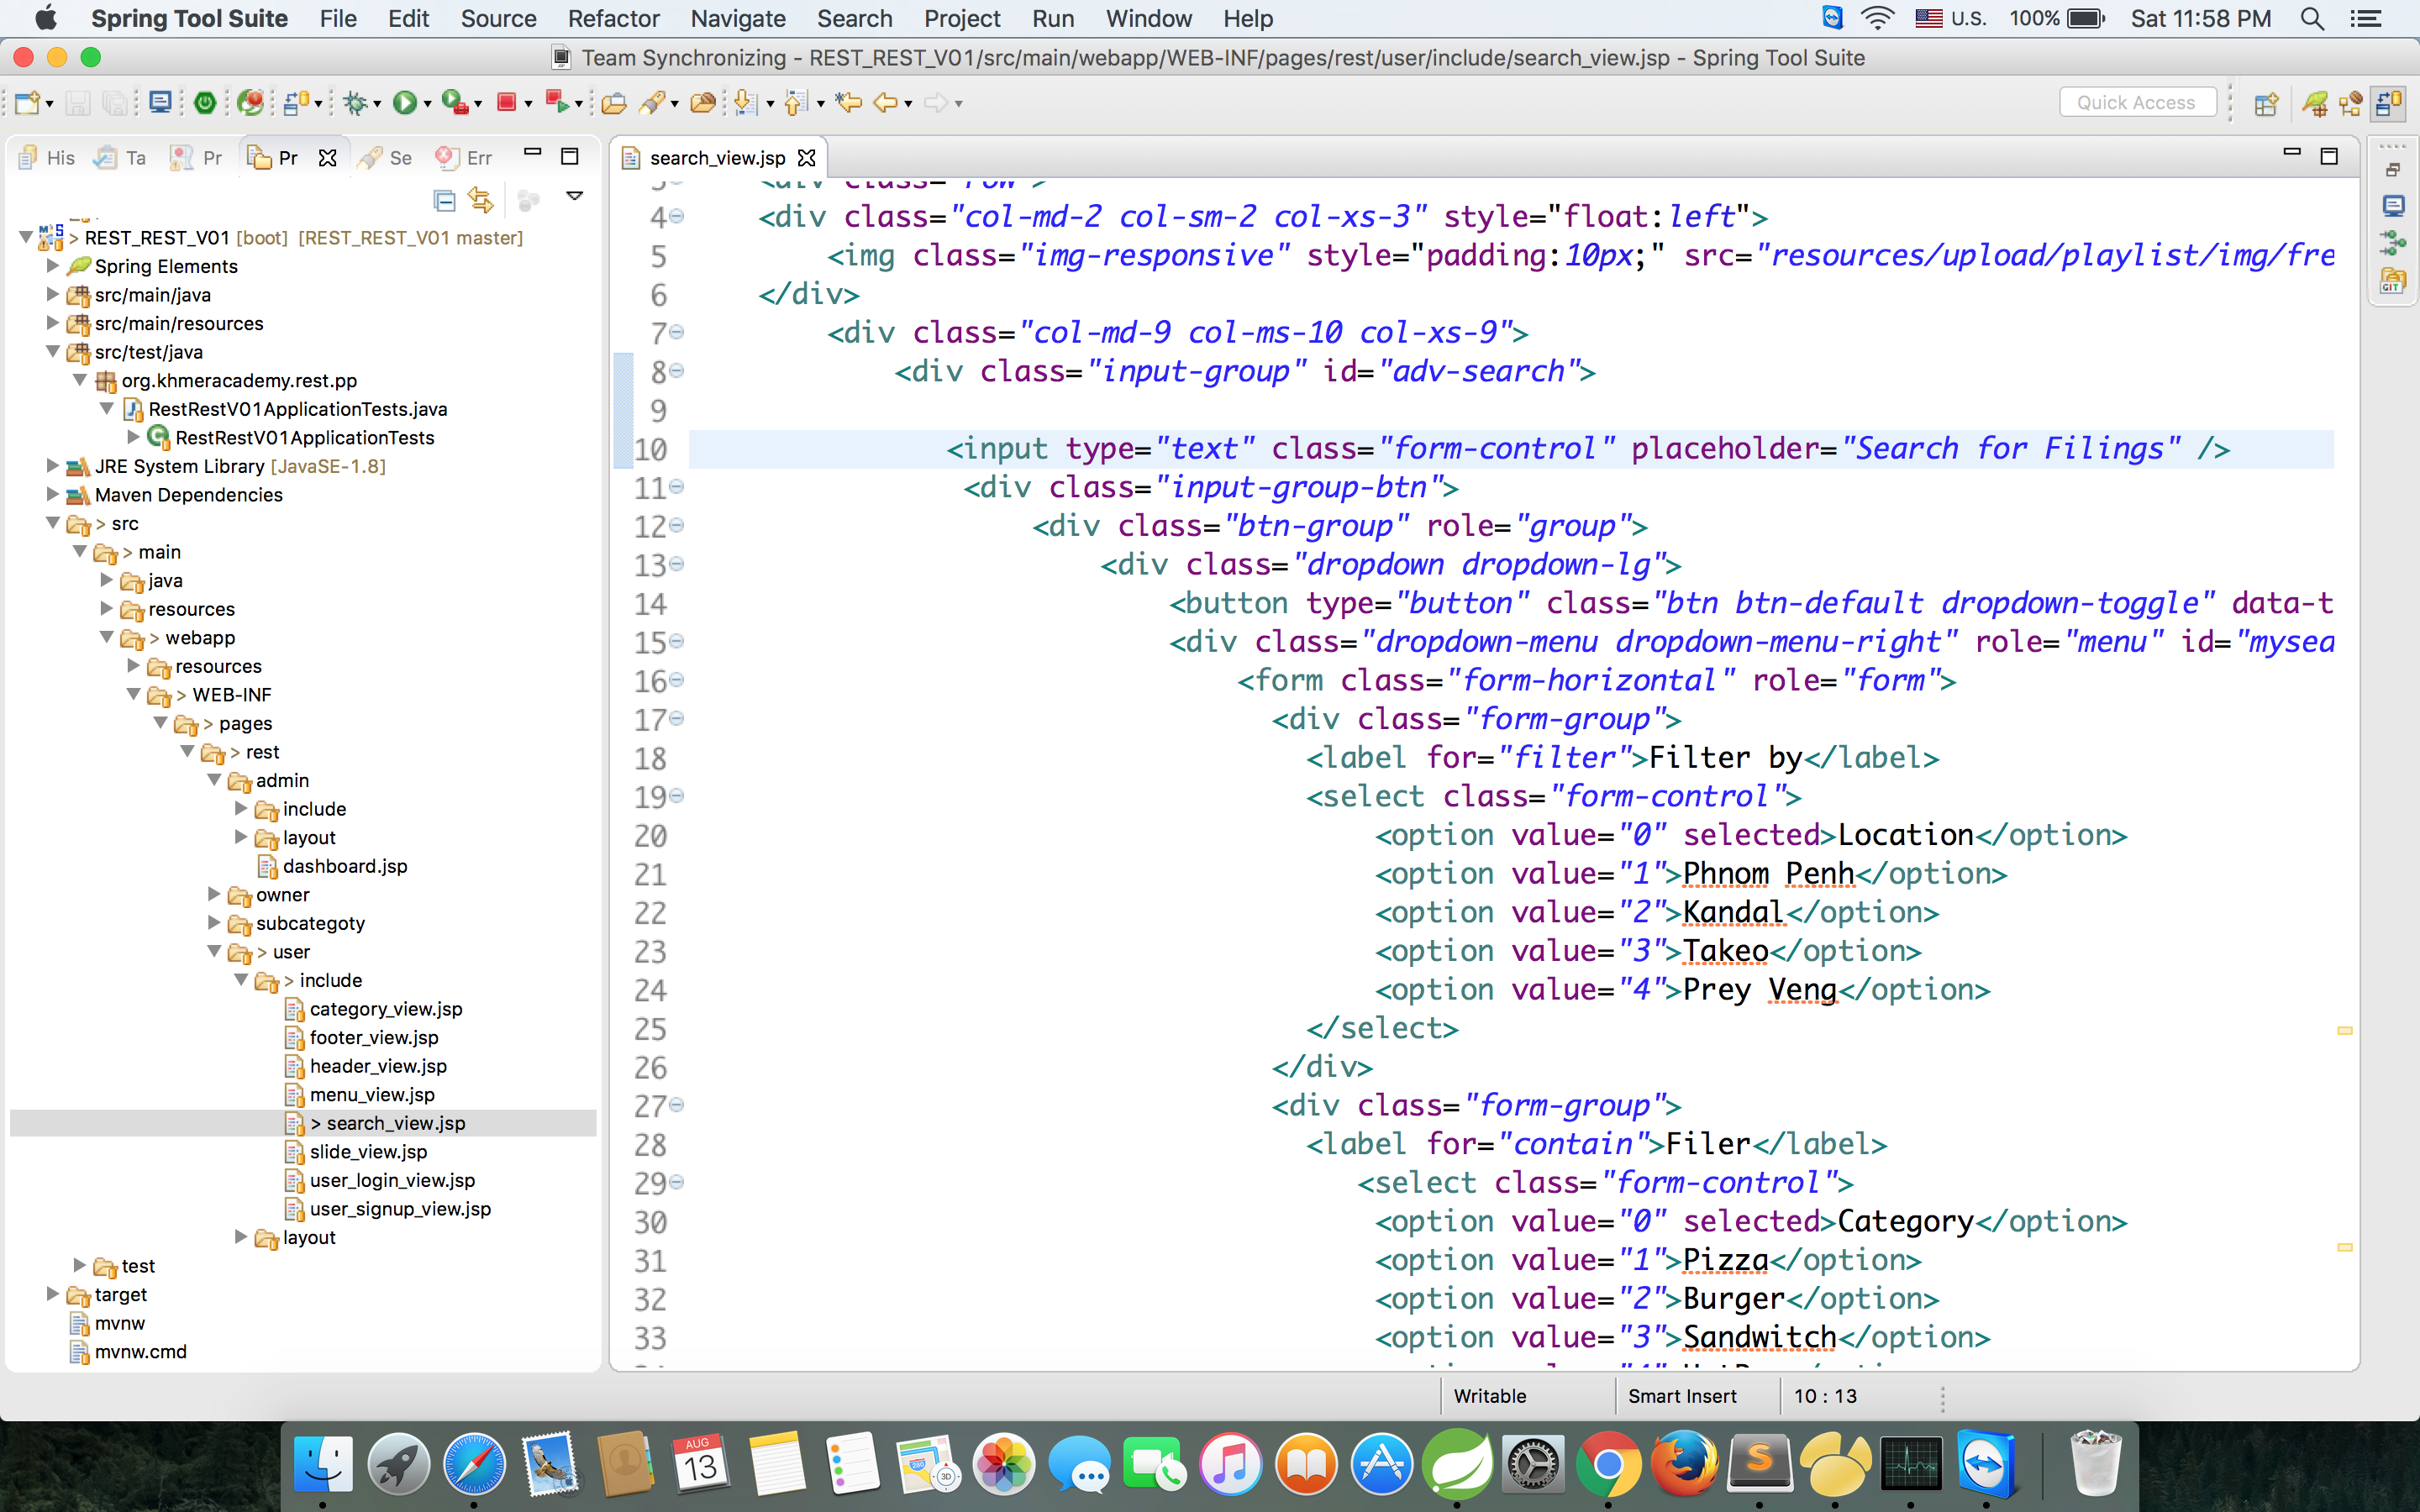 Spring Tool Suite File Edit Source Refactor Navigate Search Project Run Window Help U.S. 100% Sat 11:58 PM
Team Synchronizing - REST_REST_V01/src/main/webapp/WEB-INF/pages/rest/user/include/search_view.jsp - Spring Tool Suite
Quick Access
His Ta Pr Pr Se Err
> REST_REST_V01 [boot] [REST_REST_V01 master]
Spring Elements
src/main/java
src/main/resources
src/test/java
org.khmeracademy.rest.pp
RestRestV01ApplicationTests.java
RestRestV01ApplicationTests
JRE System Library [JavaSE-1.8]
Maven Dependencies
> src
> main
java
resources
> webapp
resources
> WEB-INF
> pages
> rest
admin
include
layout
dashboard.jsp
owner
subcategoty
> user
> include
category_view.jsp
footer_view.jsp
header_view.jsp
menu_view.jsp
> search_view.jsp
slide_view.jsp
user_login_view.jsp
user_signup_view.jsp
layout
test
target
mvnw
mvnw.cmd
search_view.jsp
4 <div class="col-md-2 col-sm-2 col-xs-3" style="float:left">
5 <img class="img-responsive" style="padding:10px;" src="resources/upload/playlist/img/fre
6 </div>
7 <div class="col-md-9 col-ms-10 col-xs-9">
8 <div class="input-group" id="adv-search">
9
10 <input type="text" class="form-control" placeholder="Search for Filings" />
11 <div class="input-group-btn">
12 <div class="btn-group" role="group">
13 <div class="dropdown dropdown-lg">
14 <button type="button" class="btn btn-default dropdown-toggle" data-t
15 <div class="dropdown-menu dropdown-menu-right" role="menu" id="mysea
16 <form class="form-horizontal" role="form">
17 <div class="form-group">
18 <label for="filter">Filter by</label>
19 <select class="form-control">
20 <option value="0" selected>Location</option>
21 <option value="1">Phnom Penh</option>
22 <option value="2">Kandal</option>
23 <option value="3">Takeo</option>
24 <option value="4">Prey Veng</option>
25 </select>
26 </div>
27 <div class="form-group">
28 <label for="contain">Filer</label>
29 <select class="form-control">
30 <option value="0" selected>Category</option>
31 <option value="1">Pizza</option>
32 <option value="2">Burger</option>
33 <option value="3">Sandwitch</option>
GIT
Writable Smart Insert 10 : 13
AUG
13
280
3D